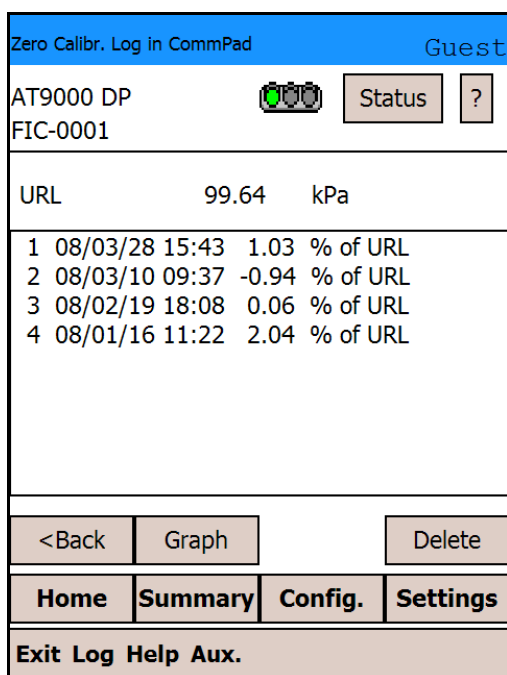 Zero Calibr. Log in CommPad Guest
AT9000 DP Status ?
FIC-0001
URL 99.64 kPa
1 08/03/28 15:43 1.03 % of URL
2 08/03/10 09:37 -0.94 % of URL
3 08/02/19 18:08 0.06 % of URL
4 08/01/16 11:22 2.04 % of URL
<Back Graph Delete
Home Summary Config. Settings
Exit Log Help Aux.